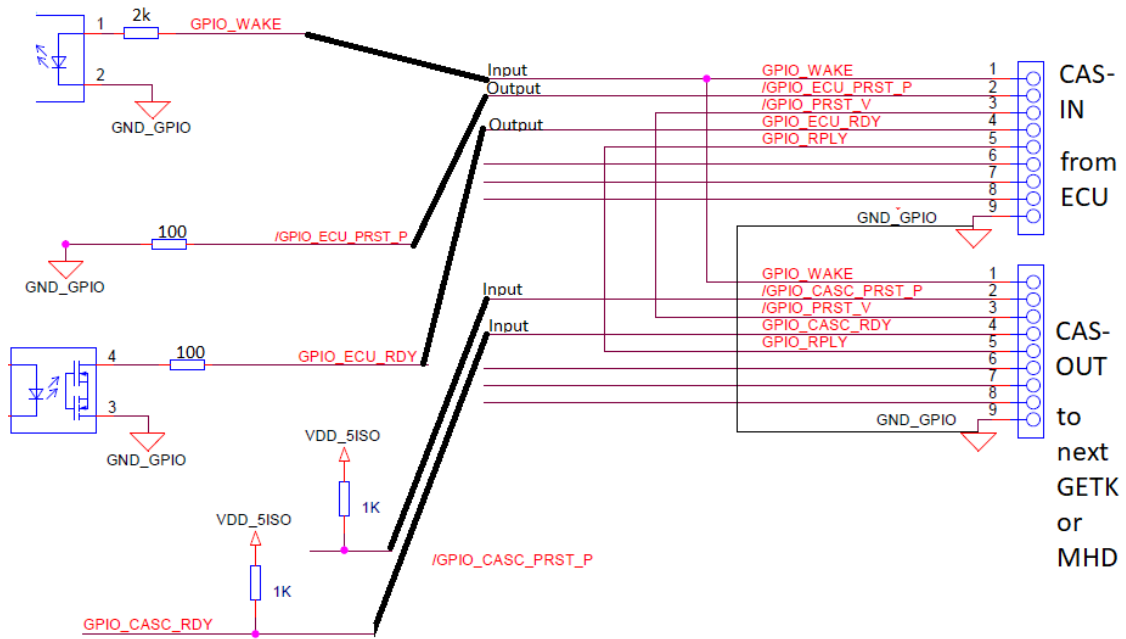 2k
1
GPIO_WAKE
2
GND_GPIO
Input
Output
Output
GPIO_WAKE 1
/GPIO_ECU_PRST_P 2
/GPIO_PRST_V 3
GPIO_ECU_RDY 4
GPIO_RPLY 5
6
7
8
9
GND_GPIO
CAS-
IN
from
ECU
100
/GPIO_ECU_PRST_P
GND_GPIO
Input
Input
GPIO_WAKE 1
/GPIO_CASC_PRST_P 2
/GPIO_PRST_V 3
GPIO_CASC_RDY 4
GPIO_RPLY 5
6
7
8
9
GND_GPIO
CAS-
OUT
to
next
GETK
or
MHD
4
100
GPIO_ECU_RDY
3
GND_GPIO
VDD_5ISO
1K
/GPIO_CASC_PRST_P
VDD_5ISO
1K
GPIO_CASC_RDY